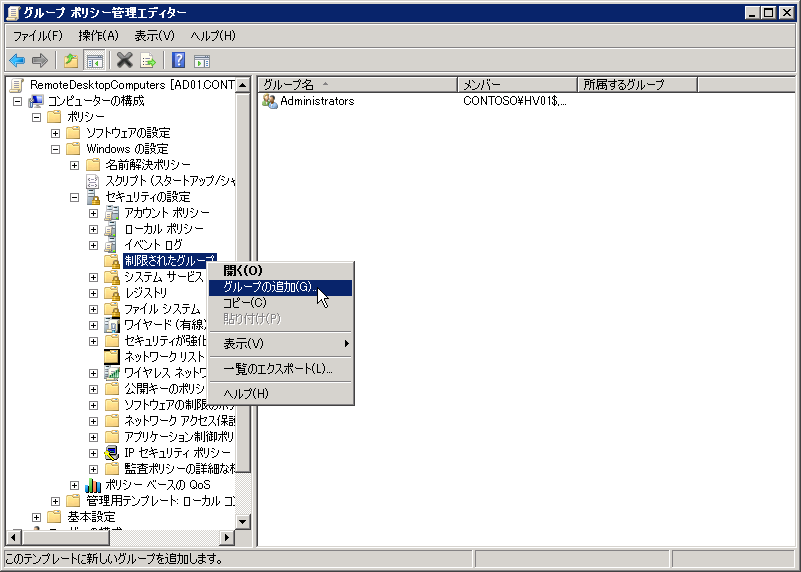 グループ ポリシー管理エディター
ファイル(F) 操作(A) 表示(V) ヘルプ(H)
RemoteDesktopComputers [AD01.CONT
コンピューターの構成
ポリシー
ソフトウェアの設定
Windows の設定
名前解決ポリシー
スクリプト (スタートアップ/シャ
セキュリティの設定
アカウント ポリシー
ローカル ポリシー
イベント ログ
制限されたグループ
システム サービス
レジストリ
ファイル システム
ワイヤード (有線)
セキュリティが強化
ネットワーク リスト
ワイヤレス ネットワ
公開キーのポリシ
ソフトウェアの制限のポリ
ネットワーク アクセス保護
アプリケーション制御ポリ
IP セキュリティ ポリシー
監査ポリシーの詳細な構
ポリシー ベースの QoS
管理用テンプレート: ローカル コン
基本設定
グループ名 メンバー 所属するグループ
Administrators CONTOSO\HV01$,...
開く(O)
グループの追加(G)...
コピー(C)
貼り付け(P)
表示(V)
一覧のエクスポート(L)...
ヘルプ(H)
このテンプレートに新しいグループを追加します。